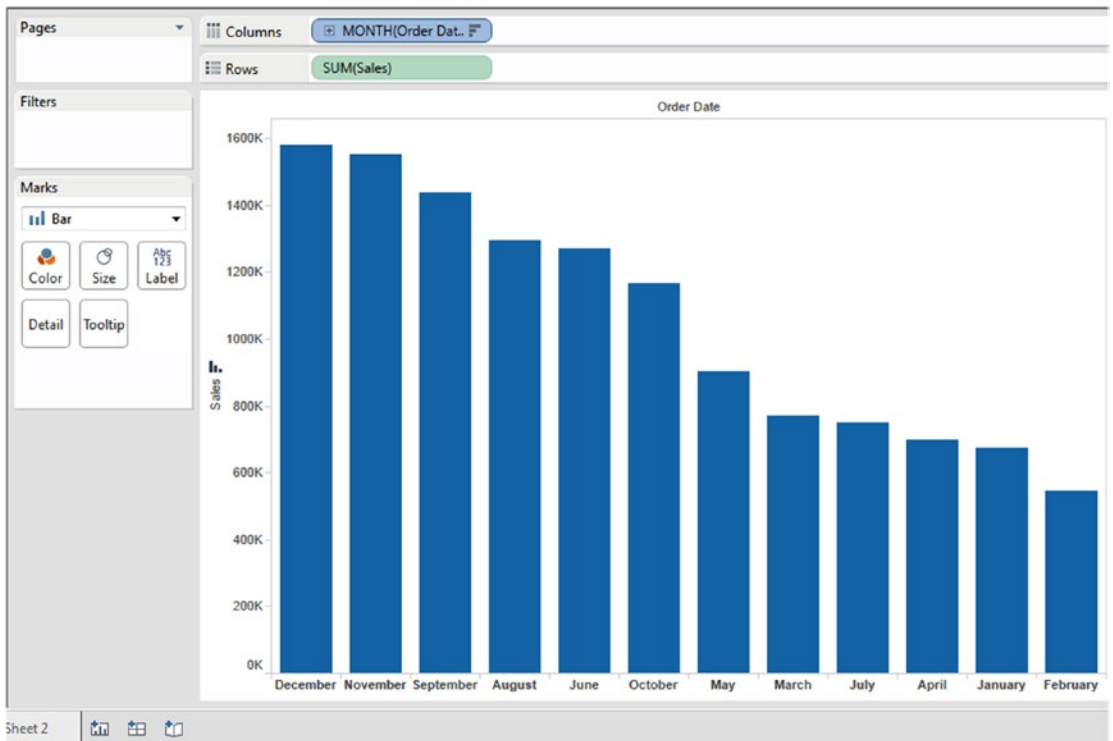 Pages
Columns
MONTH(Order Dat..
Rows
SUM(Sales)
Filters
Marks
Bar
Color
Size
Abc
123
Label
Detail
Tooltip
Order Date
1600K
1400K
1200K
1000K
800K
600K
400K
200K
0K
Sales
December November September August June October May March July April January February
Sheet 2